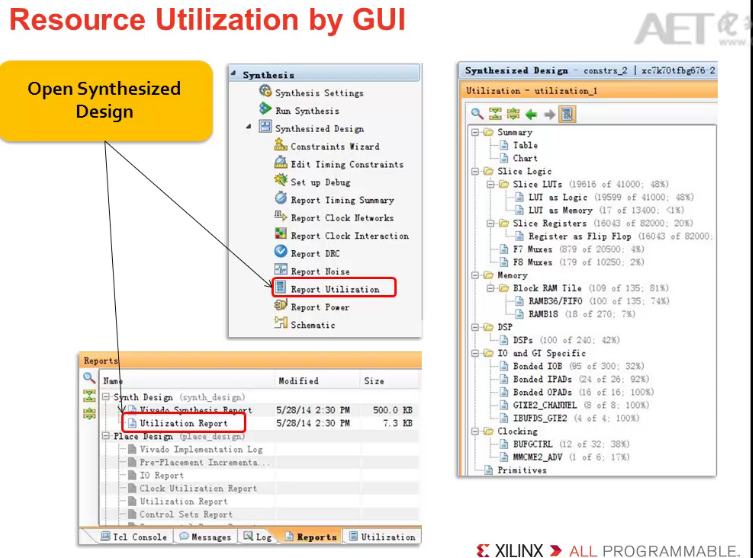 Resource Utilization by GUI
AET
www.
Open Synthesized
Design
Synthesis
Synthesis Settings
Run Synthesis
Synthesized Design
Constraints Wizard
Edit Timing Constraints
Set up Debug
Report Timing Summary
Report Clock Networks
Report Clock Interaction
Report DRC
Report Noise
Report Utilization
Report Power
Schematic
Reports
Name Modified Size
Synth Design (synth_design)
Vivado Synthesis Report 5/28/14 2:30 PM 500.0 KB
Utilization Report 5/28/14 2:30 PM 7.3 KB
Place Design (place_design)
Vivado Implementation Log
Pre-Placement Incrementa...
IO Report
Clock Utilization Report
Utilization Report
Control Sets Report
Tcl Console Messages Log Reports Utilization
Synthesized Design - constrs_2 | xc7k70tfbg676-2
Utilization - utilization_1
Summary
Table
Chart
Slice Logic
Slice LUTs (19616 of 41000; 48%)
LUT as Logic (19599 of 41000; 48%)
LUT as Memory (17 of 13400; <1%)
Slice Registers (16043 of 82000; 20%)
Register as Flip Flop (16043 of 82000;
F7 Muxes (879 of 20500; 4%)
F8 Muxes (179 of 10250; 2%)
Memory
Block RAM Tile (109 of 135; 81%)
RAMB36/FIFO (100 of 135; 74%)
RAMB18 (18 of 270; 7%)
DSP
DSPs (100 of 240; 42%)
IO and GT Specific
Bonded IOB (95 of 300; 32%)
Bonded IPADs (24 of 26; 92%)
Bonded OPADs (16 of 16; 100%)
GTXE2_CHANNEL (8 of 8; 100%)
IBUFDS_GTE2 (4 of 4; 100%)
Clocking
BUFGCTRL (12 of 32; 38%)
MMCME2_ADV (1 of 6; 17%)
Primitives
XILINX ALL PROGRAMMABLE.